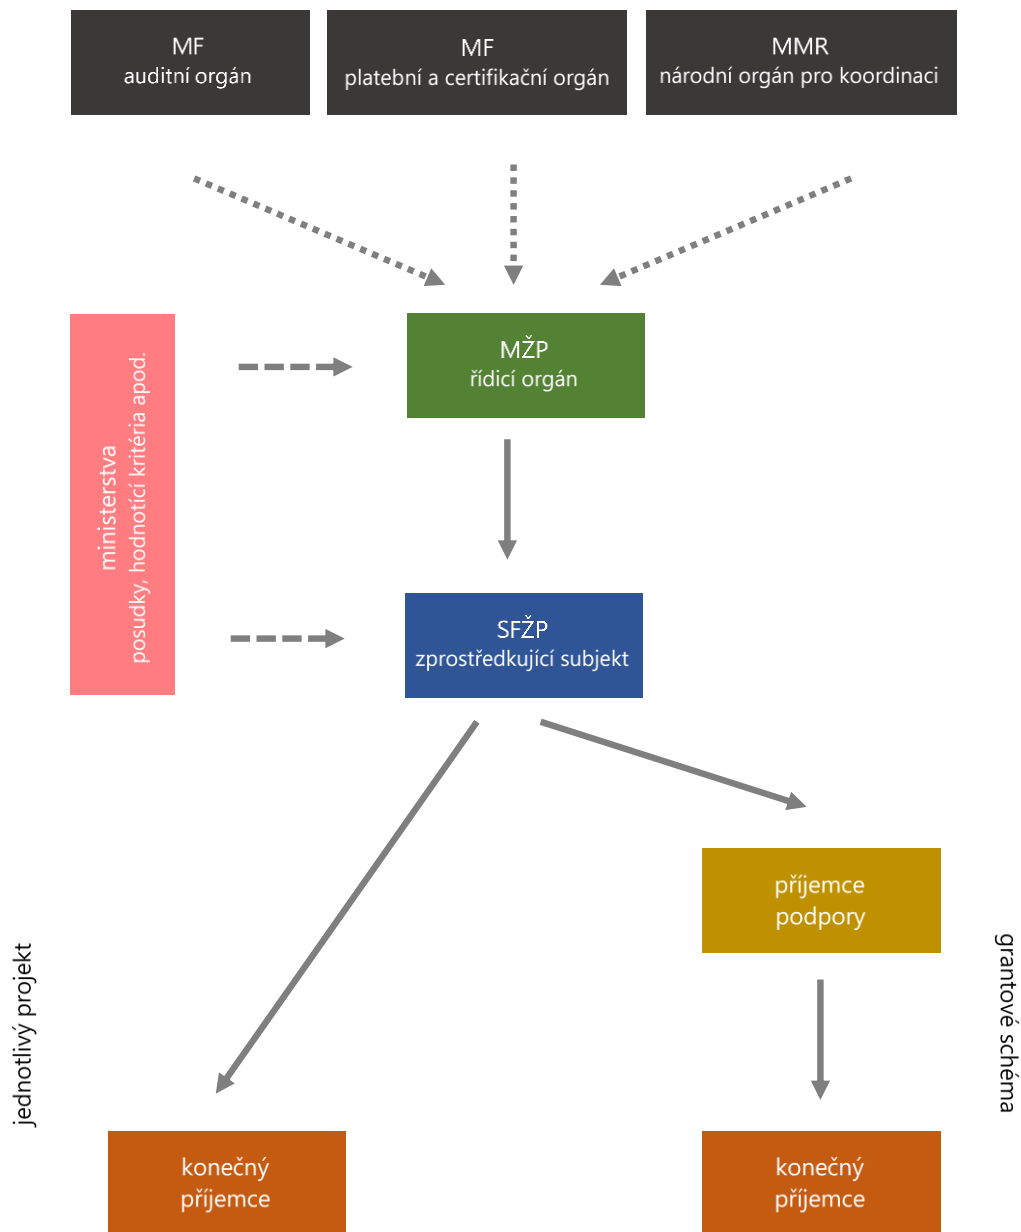 MF
auditní orgán
MF
platební a certifikační orgán
MMR
národní orgán pro koordinaci
MŽP
řídicí orgán
ministerstva
posudky, hodnotící kritéria apod.
SFŽP
zprostředkující subjekt
příjemce
podpory
jednotlivý projekt
grantové schéma
konečný
příjemce
konečný
příjemce